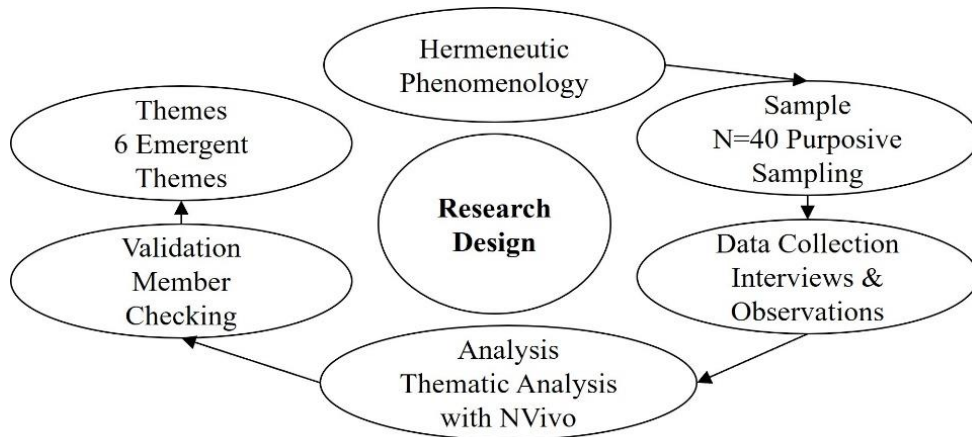 Hermeneutic
Phenomenology
Sample
N=40 Purposive
Sampling
Data Collection
Interviews &
Observations
Analysis
Thematic Analysis
with NVivo
Validation
Member
Checking
Themes
6 Emergent
Themes
Research
Design